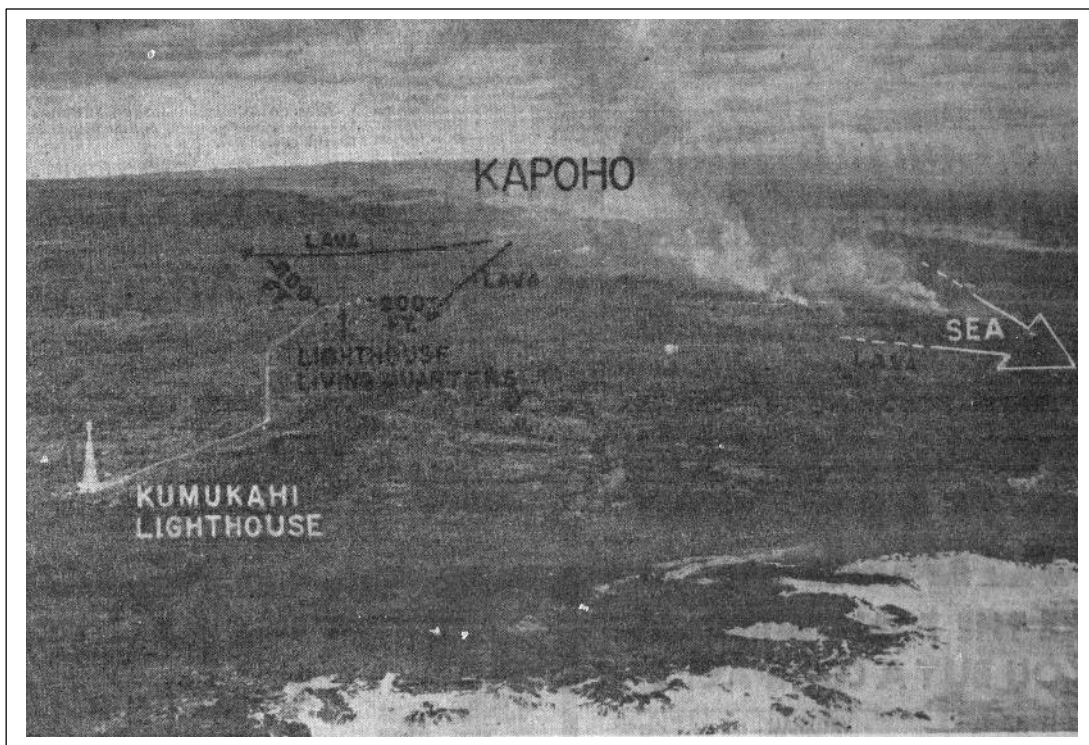 KAPOHO
LAVA
200
FT.
LAVA
200
FT.
LIGHTHOUSE
LIVING QUARTERS
SEA
LAVA
KUMUKAHI
LIGHTHOUSE